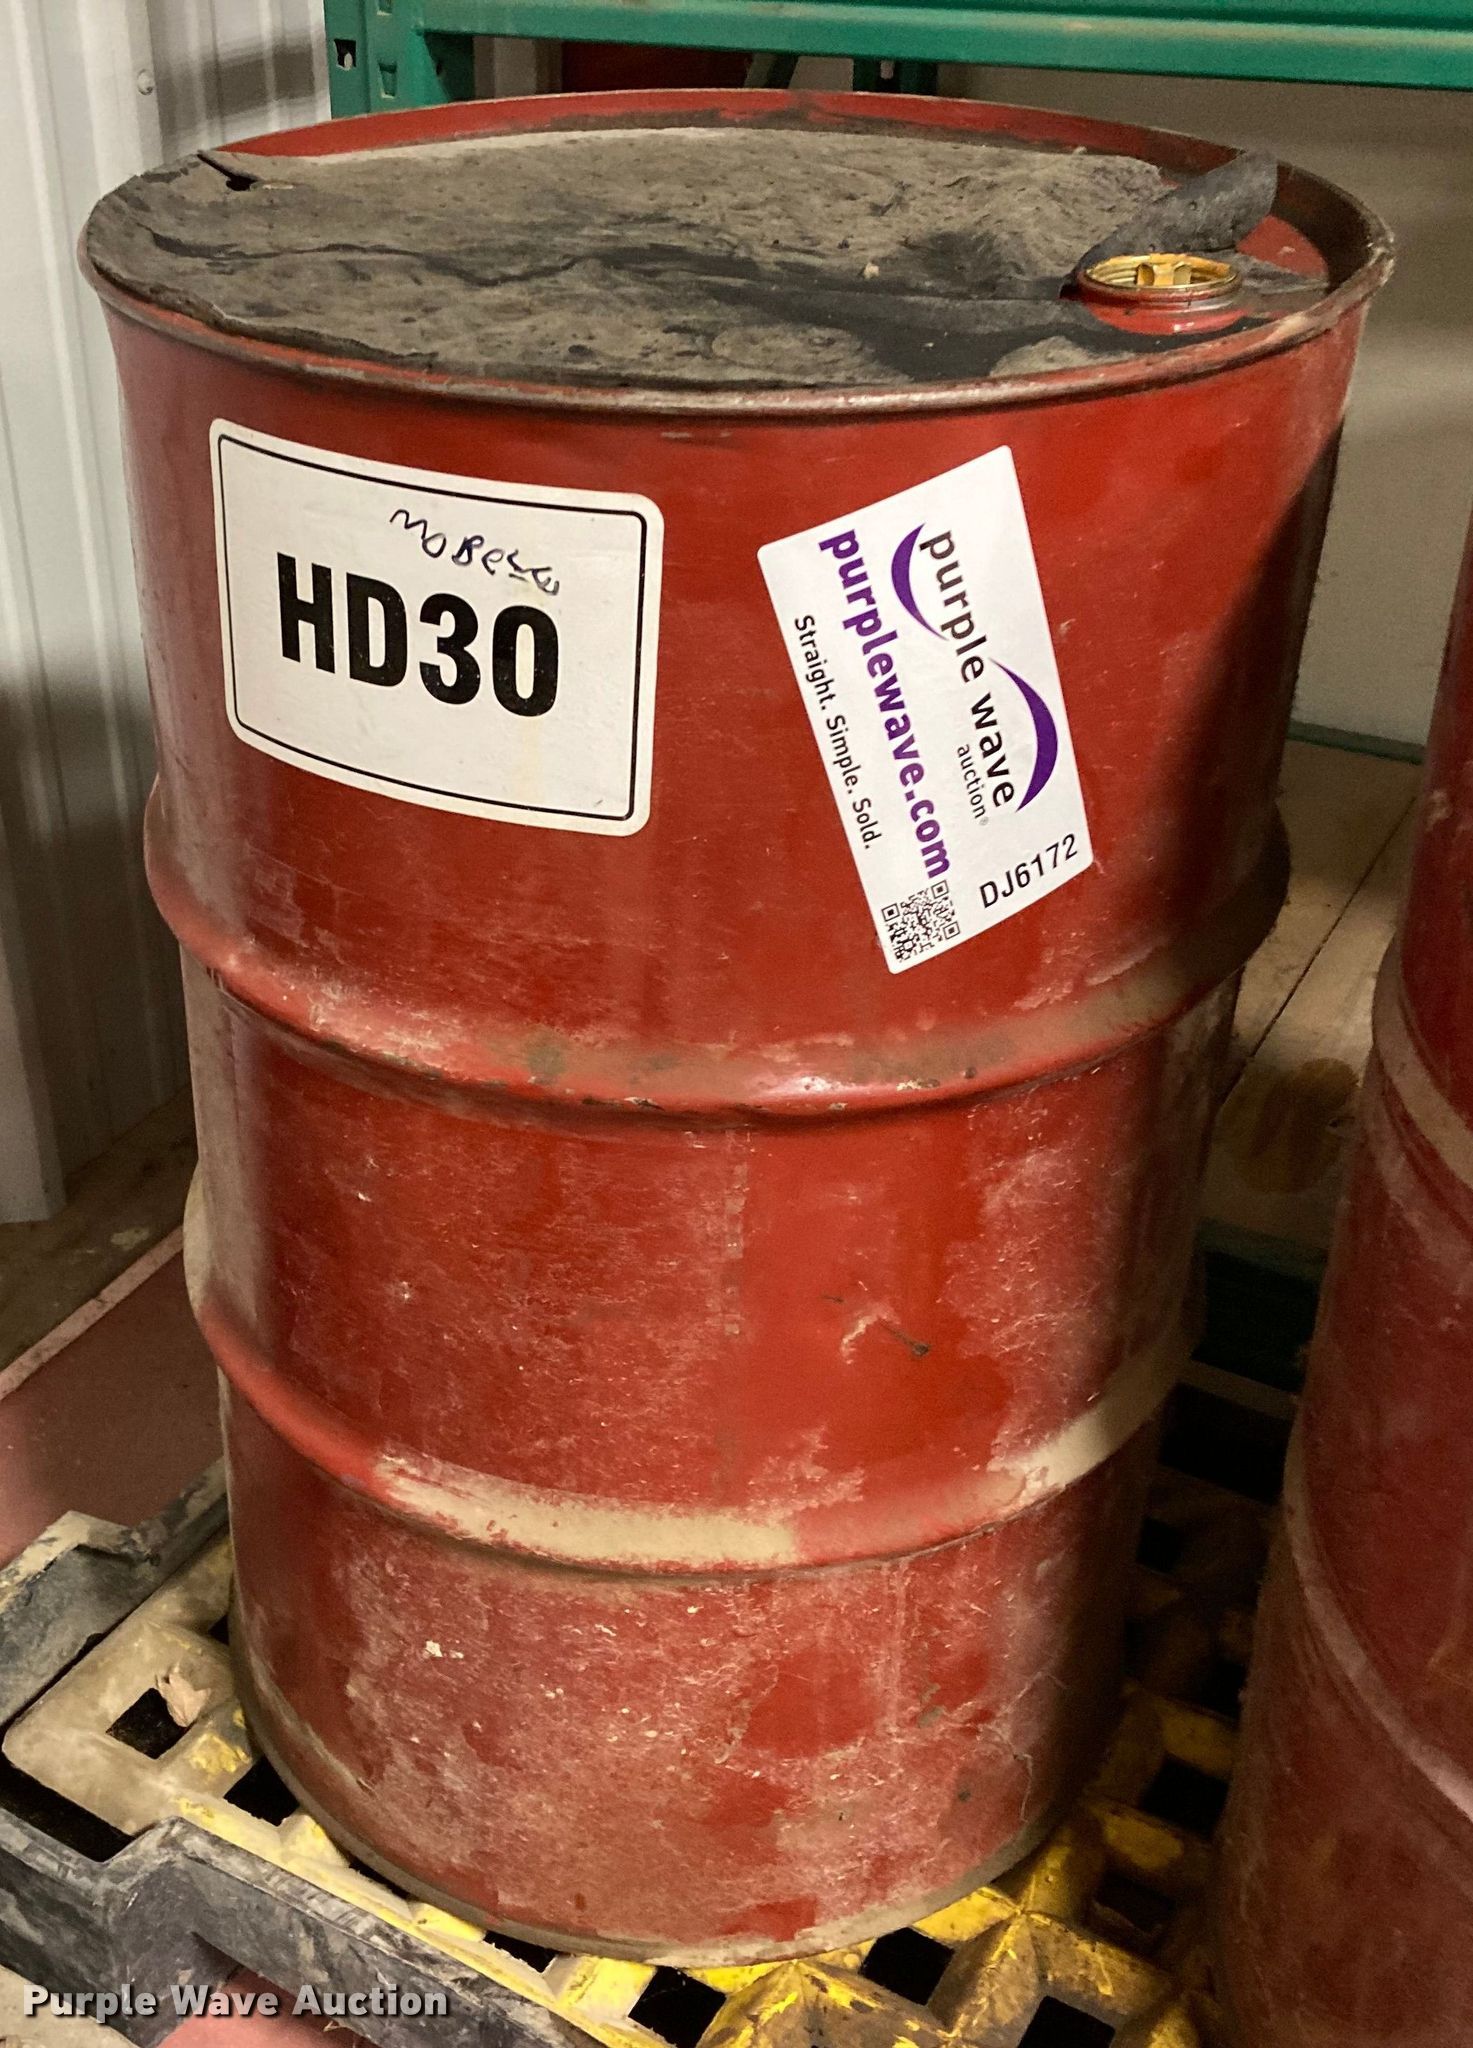 HD30
purple wave
auction®
purplewave.com
Straight. Simple. Sold.
DJ6172
Purple Wave Auction